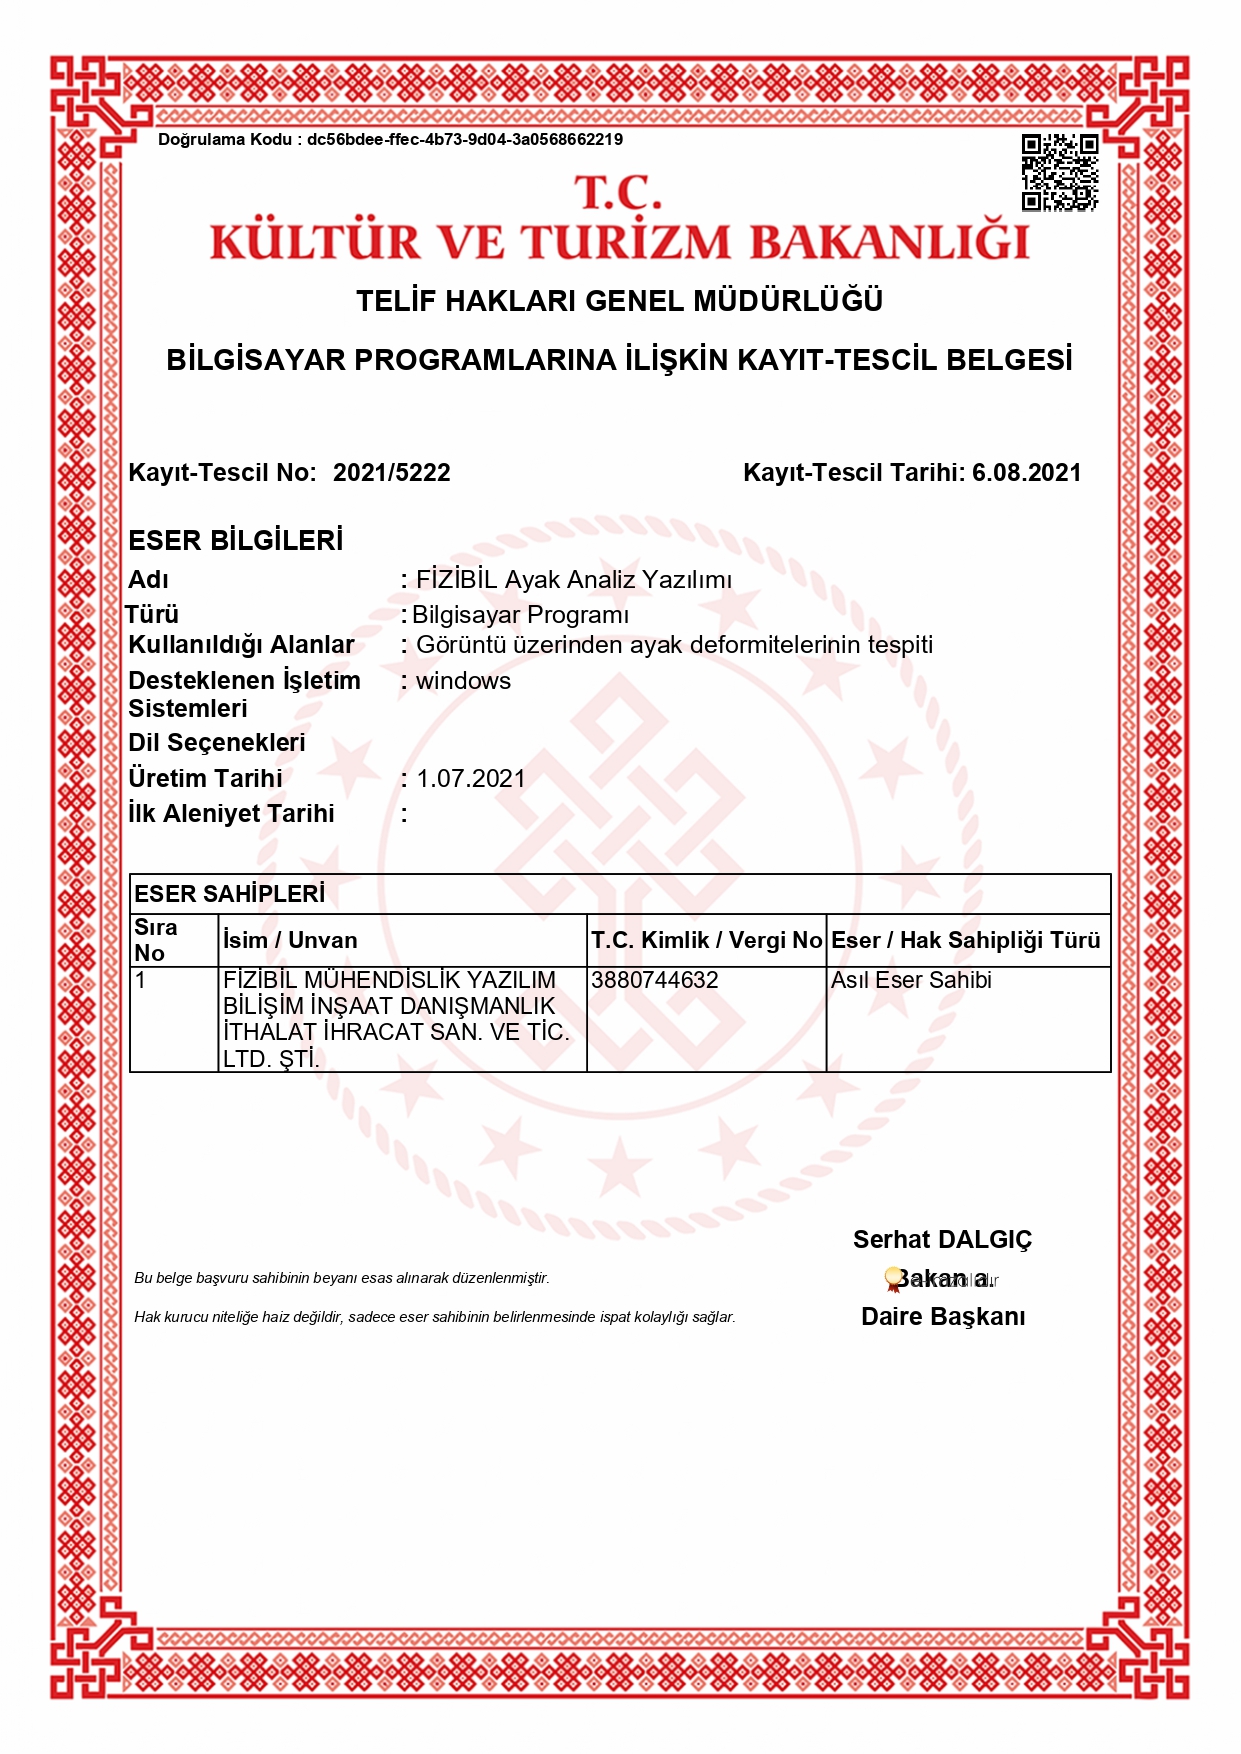 Doğrulama Kodu : dc56bdee-ffec-4b73-9d04-3a0568662219
T.C.
KÜLTÜR VE TURİZM BAKANLIĞI
TELİF HAKLARI GENEL MÜDÜRLÜĞÜ
BİLGİSAYAR PROGRAMLARINA İLİŞKİN KAYIT-TESCİL BELGESİ
Kayıt-Tescil No: 2021/5222 Kayıt-Tescil Tarihi: 6.08.2021
ESER BİLGİLERİ
Adı : FİZİBİL Ayak Analiz Yazılımı
Türü : Bilgisayar Programı
Kullanıldığı Alanlar : Görüntü üzerinden ayak deformitelerinin tespiti
Desteklenen İşletim : windows
Sistemleri
Dil Seçenekleri
Üretim Tarihi : 1.07.2021
İlk Aleniyet Tarihi :
ESER SAHİPLERİ
Sıra No İsim / Unvan T.C. Kimlik / Vergi No Eser / Hak Sahipliği Türü
1 FİZİBİL MÜHENDİSLİK YAZILIM 3880744632 Asıl Eser Sahibi
BİLİŞİM İNŞAAT DANIŞMANLIK
İTHALAT İHRACAT SAN. VE TİC.
LTD. ŞTİ.
Serhat DALGIÇ
Bu belge başvuru sahibinin beyanı esas alınarak düzenlenmiştir.
Bakan a.
e-imzalıdır
Hak kurucu niteliğe haiz değildir, sadece eser sahibinin belirlenmesinde ispat kolaylığı sağlar.
Daire Başkanı